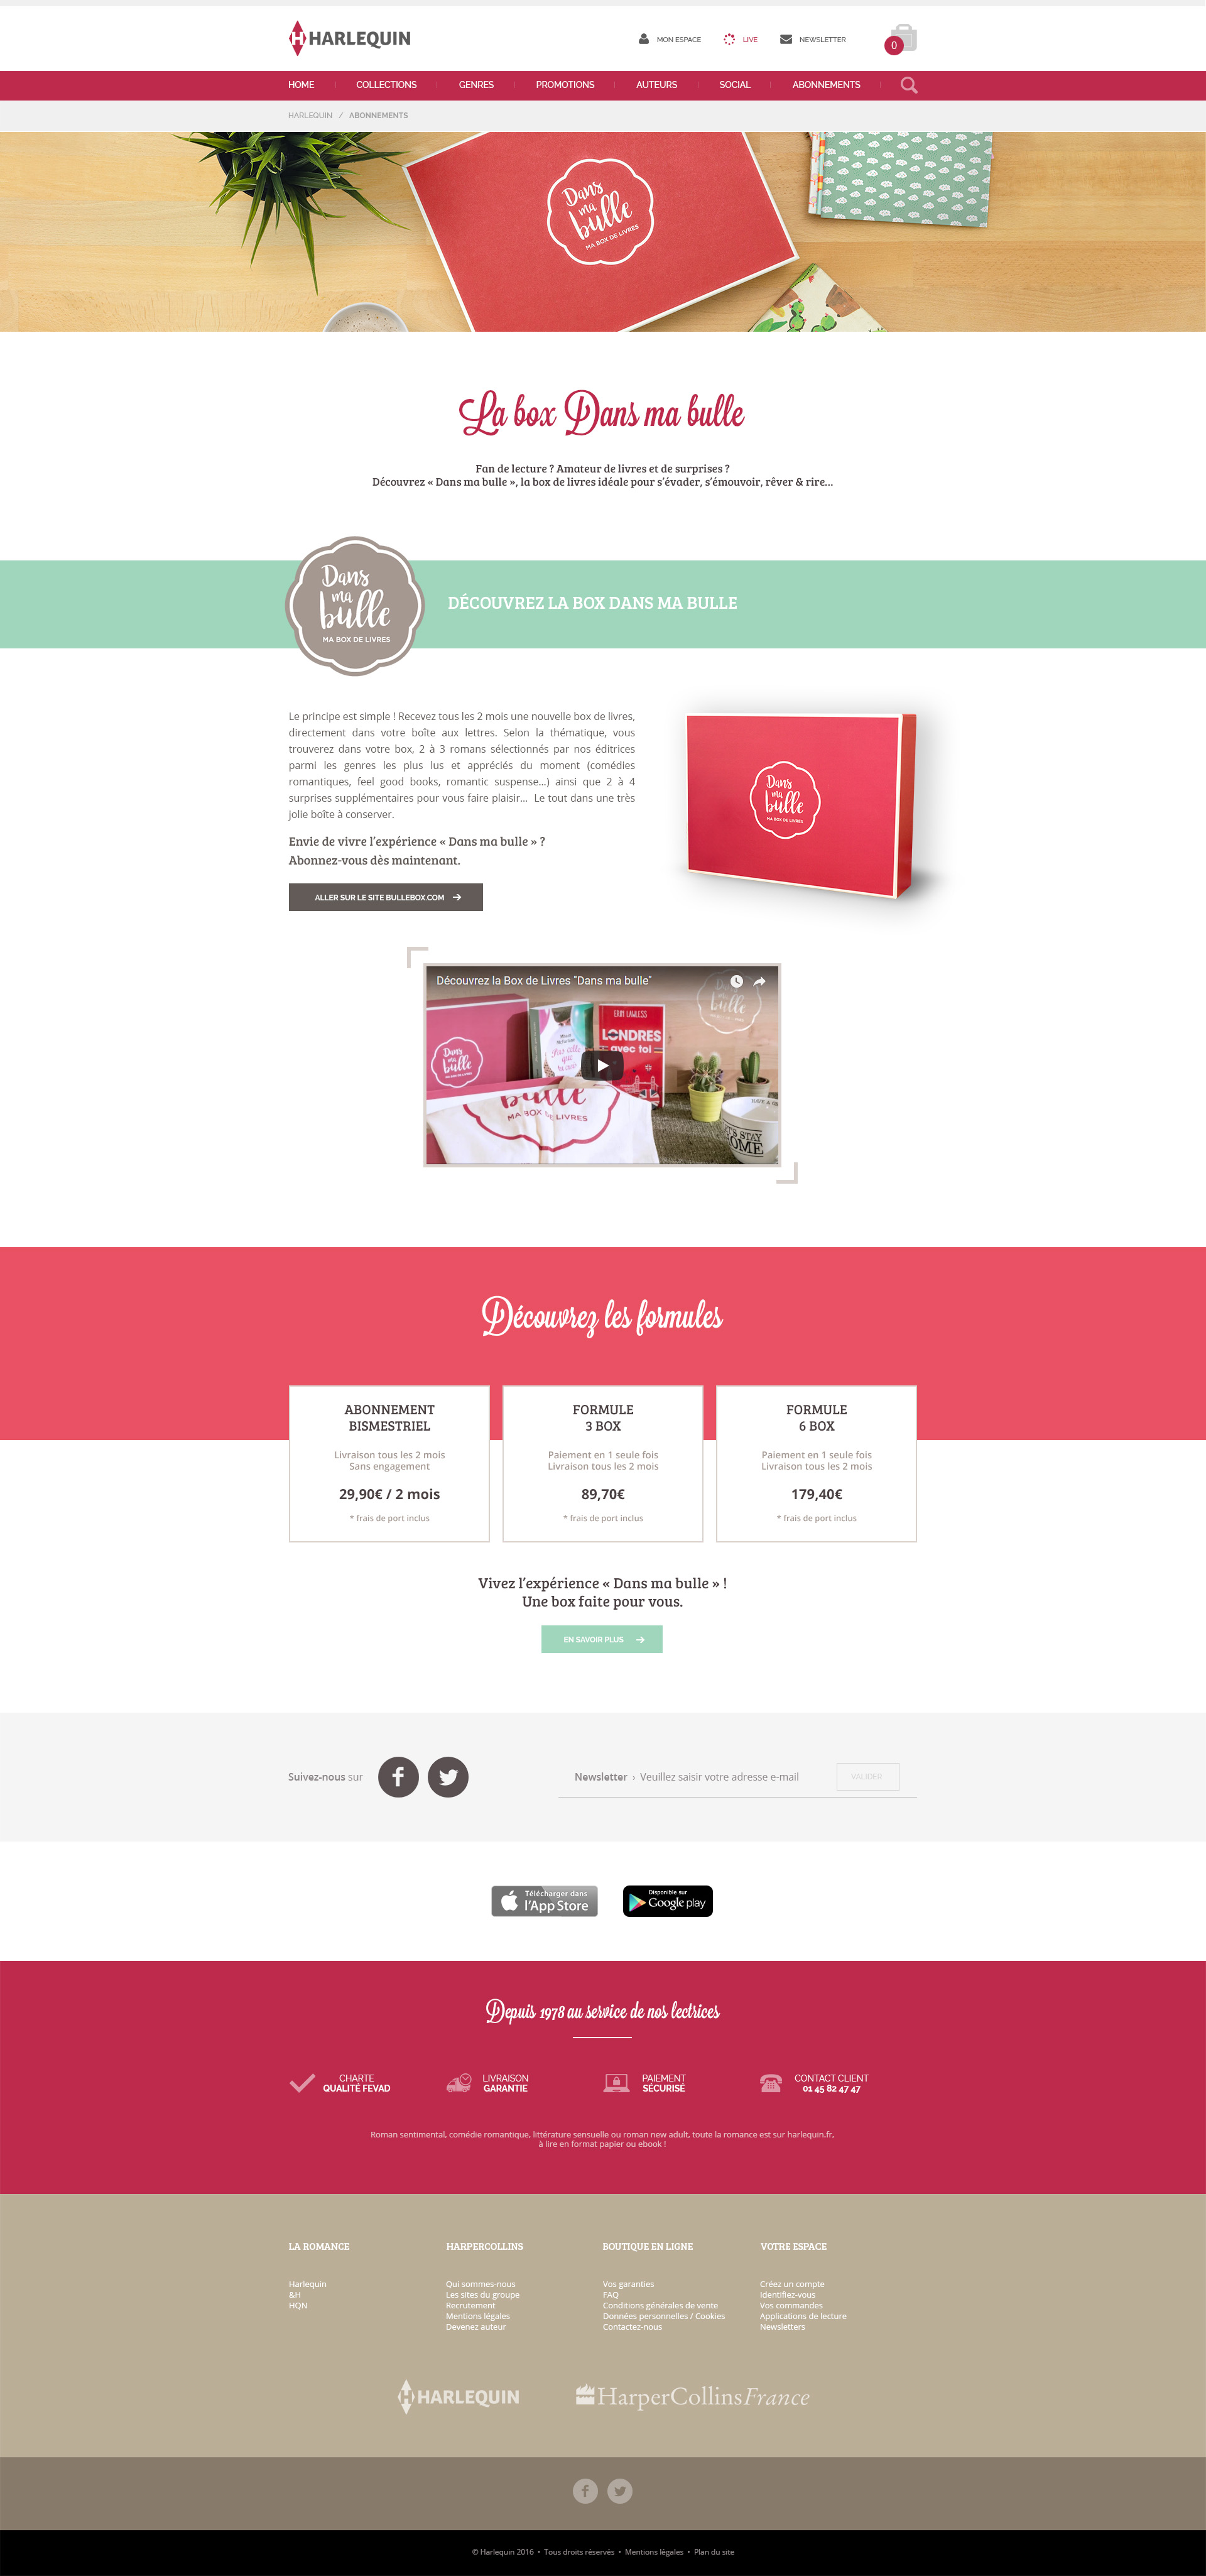 HARLEQUIN
MON ESPACE
LIVE
NEWSLETTER
0
HOME
COLLECTIONS
GENRES
PROMOTIONS
AUTEURS
SOCIAL
ABONNEMENTS
HARLEQUIN / ABONNEMENTS
Dans
ma
bulle
MA BOX DE LIVRES
La box Dans ma bulle
Fan de lecture ? Amateur de livres et de surprises ?
Découvrez « Dans ma bulle », la box de livres idéale pour s’évader, s’émouvoir, rêver & rire...
Dans
ma
bulle
MA BOX DE LIVRES
DÉCOUVREZ LA BOX DANS MA BULLE
Le principe est simple ! Recevez tous les 2 mois une nouvelle box de livres,
directement dans votre boîte aux lettres. Selon la thématique, vous
trouverez dans votre box, 2 à 3 romans sélectionnés par nos éditrices
parmi les genres les plus lus et appréciés du moment (comédies
romantiques, feel good books, romantic suspense...) ainsi que 2 à 4
surprises supplémentaires pour vous faire plaisir... Le tout dans une très
jolie boîte à conserver.
Envie de vivre l’expérience « Dans ma bulle » ?
Abonnez-vous dès maintenant.
ALLER SUR LE SITE BULLEBOX.COM
Dans
ma
bulle
MA BOX DE LIVRES
Découvrez la Box de Livres "Dans ma bulle"
Dans
ma
bulle
ERIN LAWLESS
LONDRES
avec toi
Dans
ma
bulle
MA BOX DE LIVRES
bulle
MA BOX DE LIVRES
LET'S STAY
HOME
Découvrez les formules
ABONNEMENT
BISMESTRIEL
Livraison tous les 2 mois
Sans engagement
29,90€ / 2 mois
* frais de port inclus
FORMULE
3 BOX
Paiement en 1 seule fois
Livraison tous les 2 mois
89,70€
* frais de port inclus
FORMULE
6 BOX
Paiement en 1 seule fois
Livraison tous les 2 mois
179,40€
* frais de port inclus
Vivez l’expérience « Dans ma bulle » !
Une box faite pour vous.
EN SAVOIR PLUS
Suivez-nous sur
Newsletter › Veuillez saisir votre adresse e-mail
VALIDER
Télécharger dans
l’App Store
Disponible sur
Google play
Depuis 1978 au service de nos lectrices
CHARTE
QUALITÉ FEVAD
LIVRAISON
GARANTIE
PAIEMENT
SÉCURISÉ
CONTACT CLIENT
01 45 82 47 47
Roman sentimental, comédie romantique, littérature sensuelle ou roman new adult, toute la romance est sur harlequin.fr,
à lire en format papier ou ebook !
LA ROMANCE
Harlequin
&H
HQN
HARPERCOLLINS
Qui sommes-nous
Les sites du groupe
Recrutement
Mentions légales
Devenez auteur
BOUTIQUE EN LIGNE
Vos garanties
FAQ
Conditions générales de vente
Données personnelles / Cookies
Contactez-nous
VOTRE ESPACE
Créez un compte
Identifiez-vous
Vos commandes
Applications de lecture
Newsletters
HARLEQUIN
HarperCollins France
© Harlequin 2016 • Tous droits réservés • Mentions légales • Plan du site